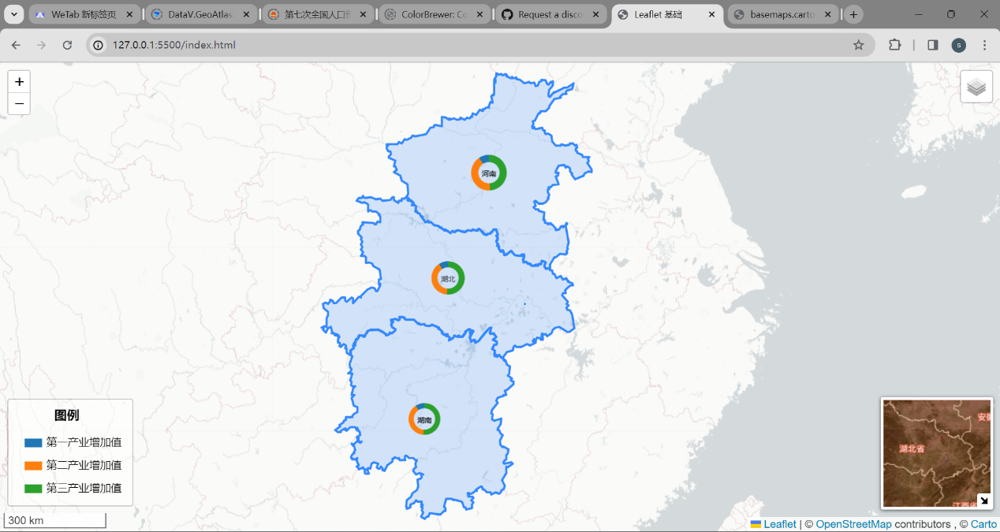 WeTab 新标签页
DataV.GeoAtlas
第七次全国人口
ColorBrewer: Co
Request a disco
Leaflet 基础
basemaps.carto
127.0.0.1:5500/index.html
s
+
−
河南
湖北
湖南
图例
第一产业增加值
第二产业增加值
第三产业增加值
安徽
湖北省
江西省
300 km
Leaflet | © OpenStreetMap contributors , © Carto